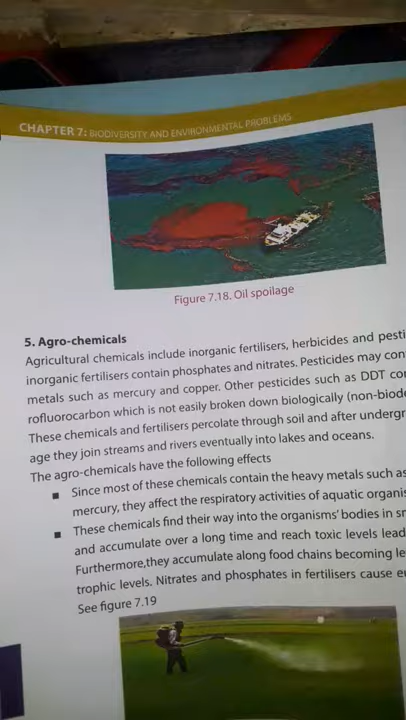 CHAPTER 7: BIODIVERSITY AND ENVIRONMENTAL PROBLEMS
Figure 7.18. Oil spoilage
5. Agro-chemicals
Agricultural chemicals include inorganic fertilisers, herbicides and pesti
inorganic fertilisers contain phosphates and nitrates. Pesticides may con
metals such as mercury and copper. Other pesticides such as DDT con
rofluorocarbon which is not easily broken down biologically (non-biode
These chemicals and fertilisers percolate through soil and after undergr
age they join streams and rivers eventually into lakes and oceans.
The agro-chemicals have the following effects
■ Since most of these chemicals contain the heavy metals such as
mercury, they affect the respiratory activities of aquatic organis
■ These chemicals find their way into the organisms' bodies in sm
and accumulate over a long time and reach toxic levels lead
Furthermore,they accumulate along food chains becoming le
trophic levels. Nitrates and phosphates in fertilisers cause eu
See figure 7.19